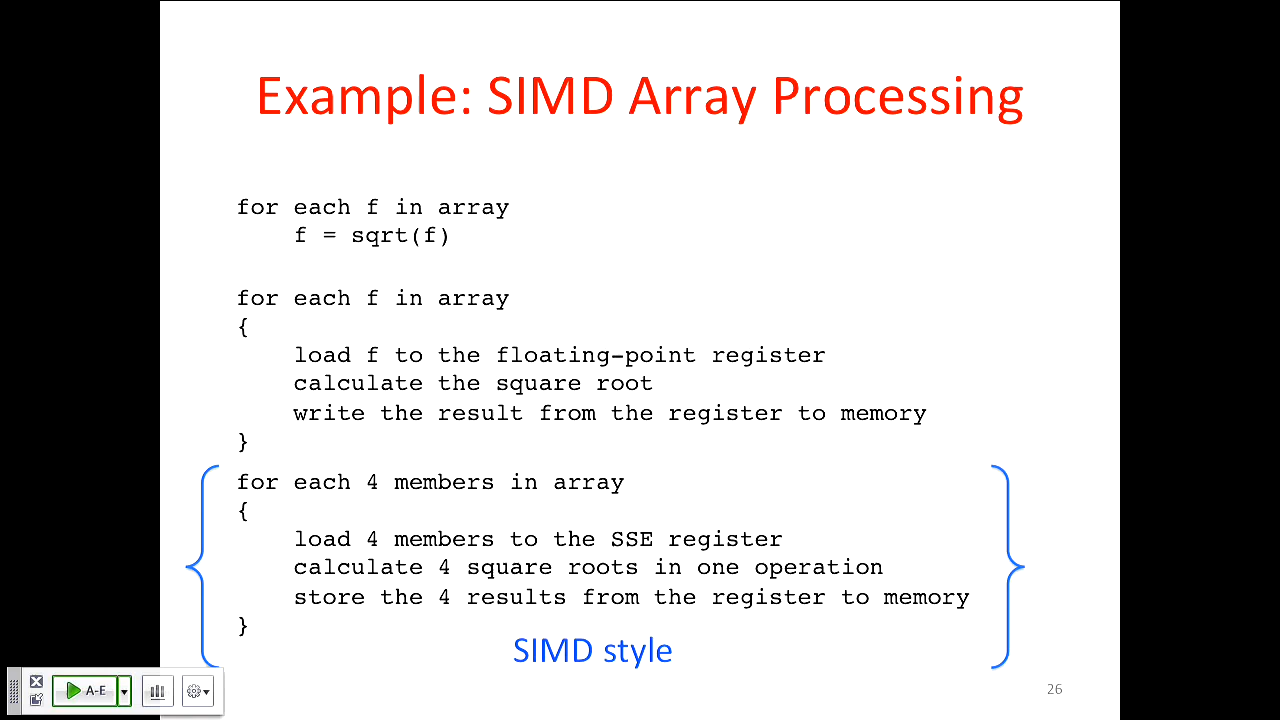 Example: SIMD Array Processing
for each f in array
f = sqrt(f)
for each f in array
{
load f to the floating-point register
calculate the square root
write the result from the register to memory
}
for each 4 members in array
{
load 4 members to the SSE register
calculate 4 square roots in one operation
store the 4 results from the register to memory
}
SIMD style
A-E
26